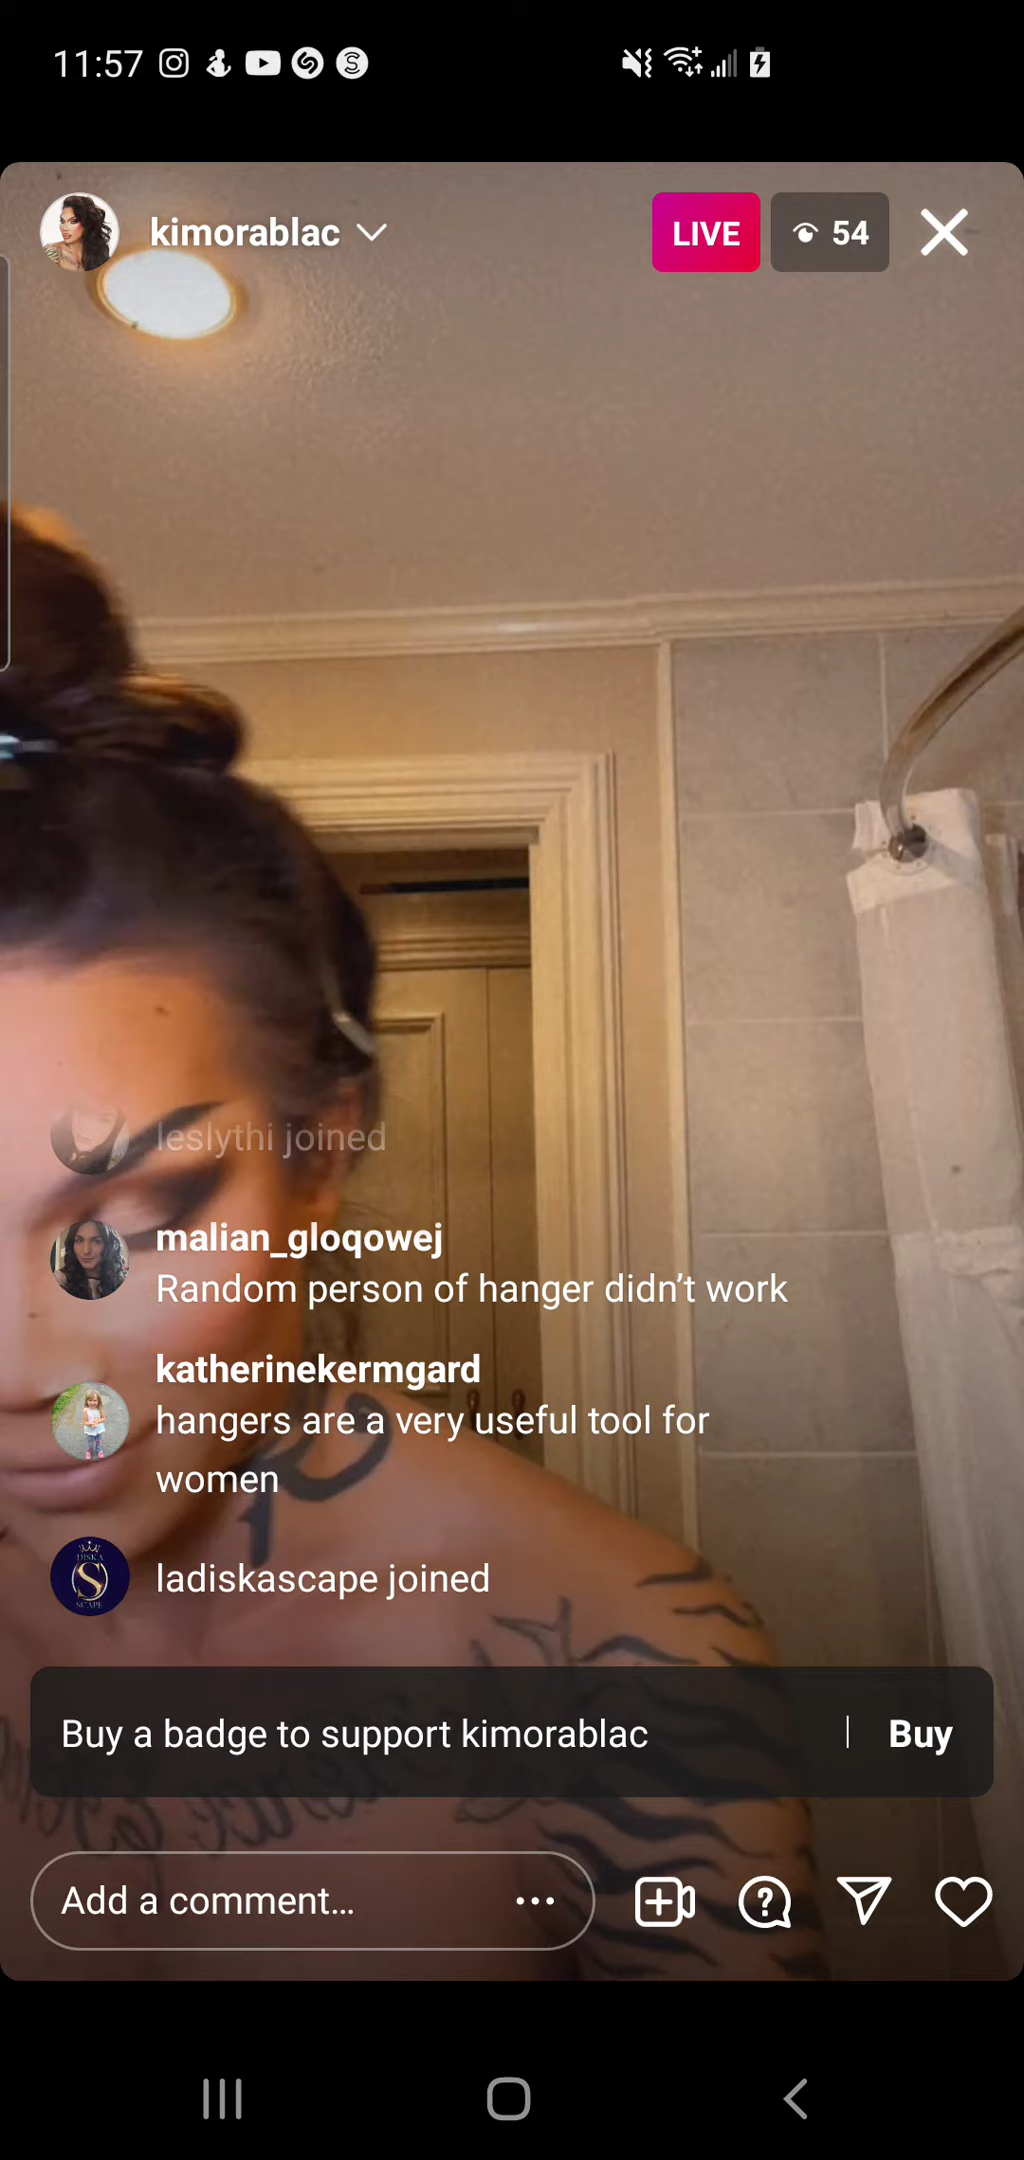 11:57
kimorablac
LIVE
54
leslythi joined
malian_gloqowej
Random person of hanger didn’t work
katherinekermgard
hangers are a very useful tool for
women
ladiskascape joined
Buy a badge to support kimorablac
Buy
Add a comment...